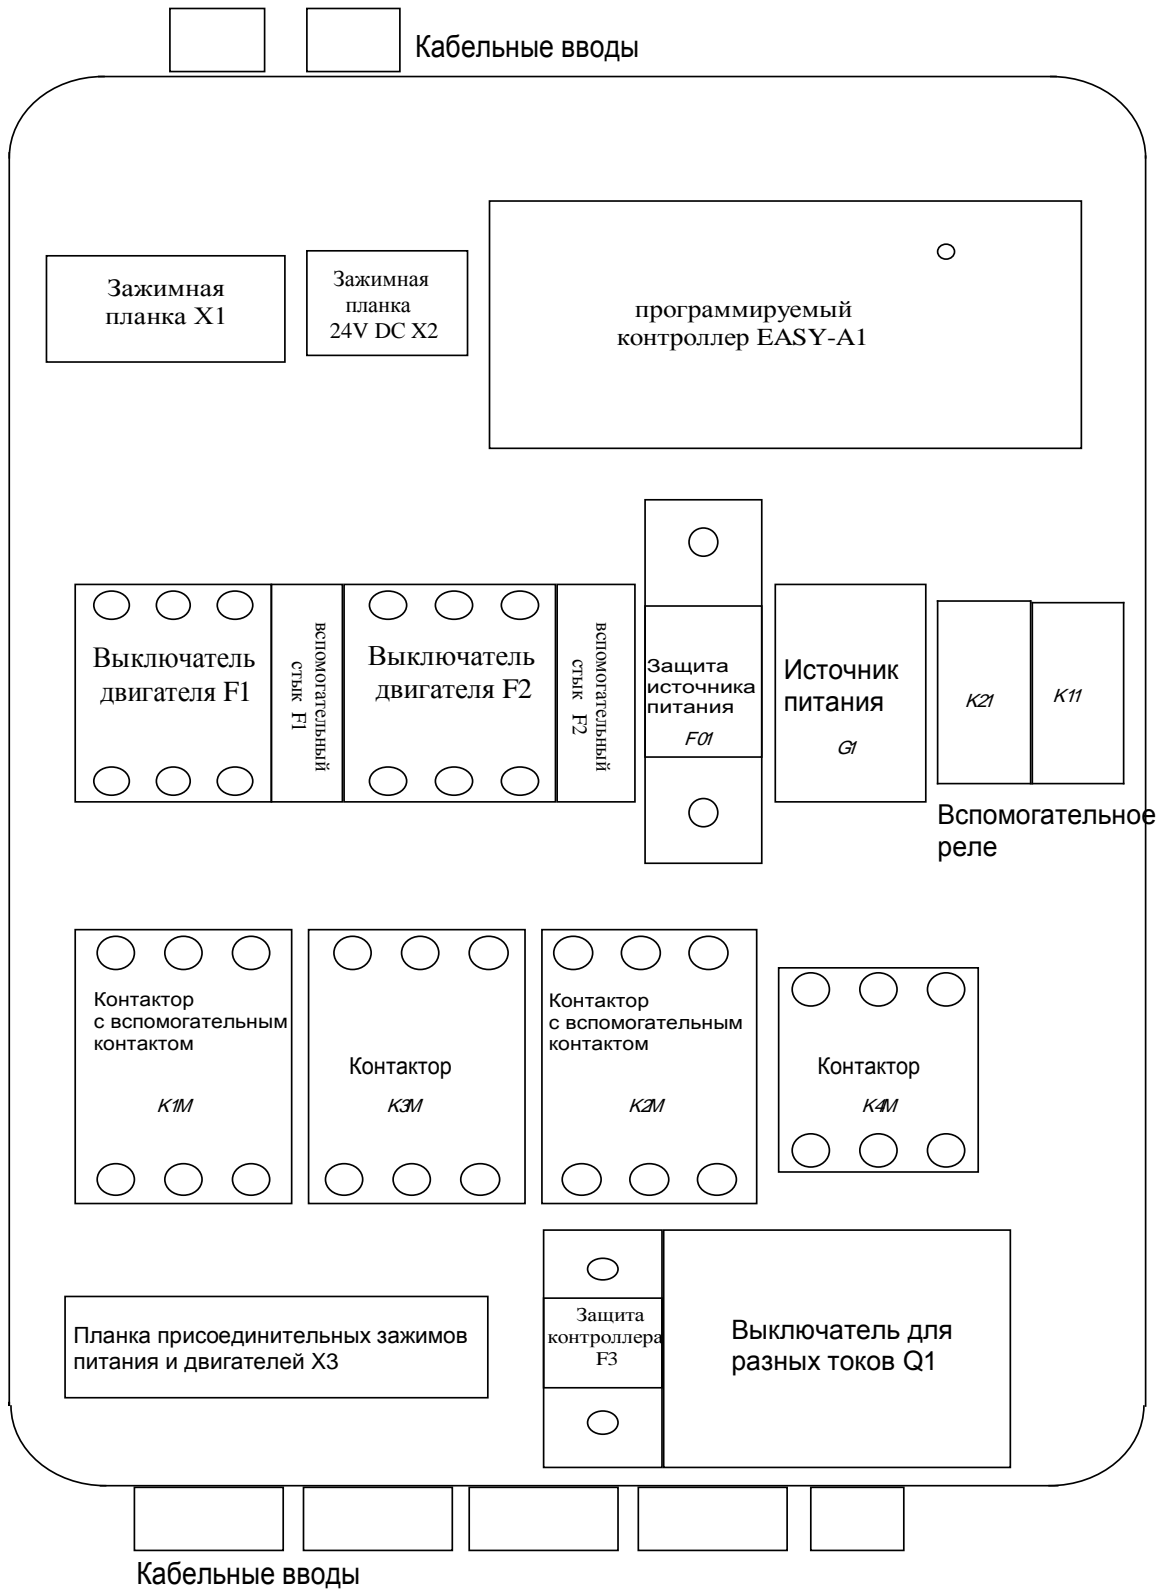 Кабельные вводы
Зажимная
планка X1
Зажимная
планка
24V DC X2
программируемый
контроллер EASY-A1
Выключатель
двигателя F1
вспомогательный
стык F1
Выключатель
двигателя F2
вспомогательный
стык F2
Защита
источника
питания
F01
Источник
питания
G1
K21
K11
Вспомогательное
реле
Контактор
с вспомогательным
контактом
K1M
Контактор
K3M
Контактор
с вспомогательным
контактом
K2M
Контактор
K4M
Планка присоединительных зажимов
питания и двигателей X3
Защита
контроллера
F3
Выключатель для
разных токов Q1
Кабельные вводы